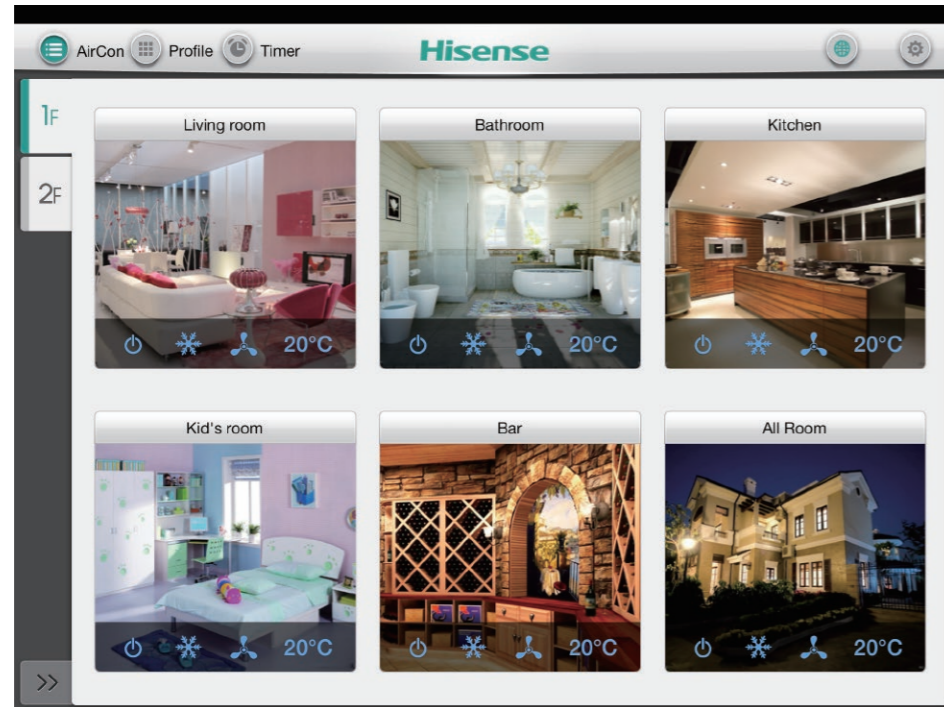 AirCon Profile Timer Hisense
1F
2F
Living room Bathroom Kitchen
20°C 20°C 20°C
Kid's room Bar All Room
20°C 20°C 20°C
>>